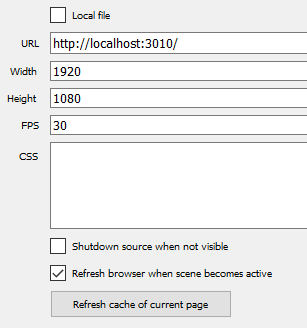 Local file
URL http://localhost:3010/
Width 1920
Height 1080
FPS 30
CSS
Shutdown source when not visible
Refresh browser when scene becomes active
Refresh cache of current page